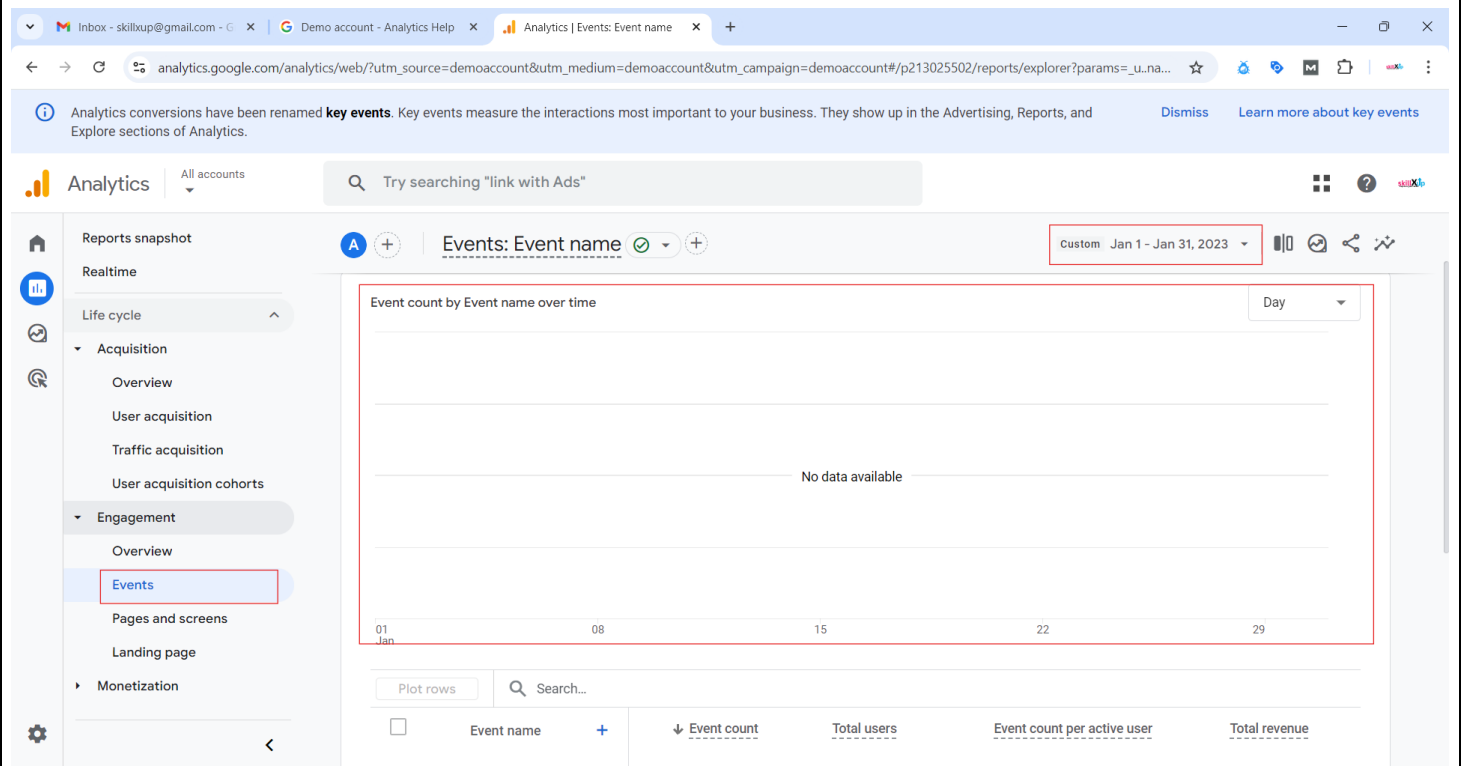 Inbox - skillxup@gmail.com - G
Demo account - Analytics Help
Analytics | Events: Event name
analytics.google.com/analytics/web/?utm_source=demoaccount&utm_medium=demoaccount&utm_campaign=demoaccount#/p213025502/reports/explorer?params=_u..na...
Analytics conversions have been renamed key events. Key events measure the interactions most important to your business. They show up in the Advertising, Reports, and
Explore sections of Analytics.
Dismiss
Learn more about key events
Analytics
All accounts
Try searching "link with Ads"
skillXUp
Reports snapshot
Realtime
Life cycle
Acquisition
Overview
User acquisition
Traffic acquisition
User acquisition cohorts
Engagement
Overview
Events
Pages and screens
Landing page
Monetization
A
Events: Event name
Custom Jan 1 - Jan 31, 2023
Event count by Event name over time
Day
No data available
01
Jan
08
15
22
29
Plot rows
Search...
Event name
Event count
Total users
Event count per active user
Total revenue